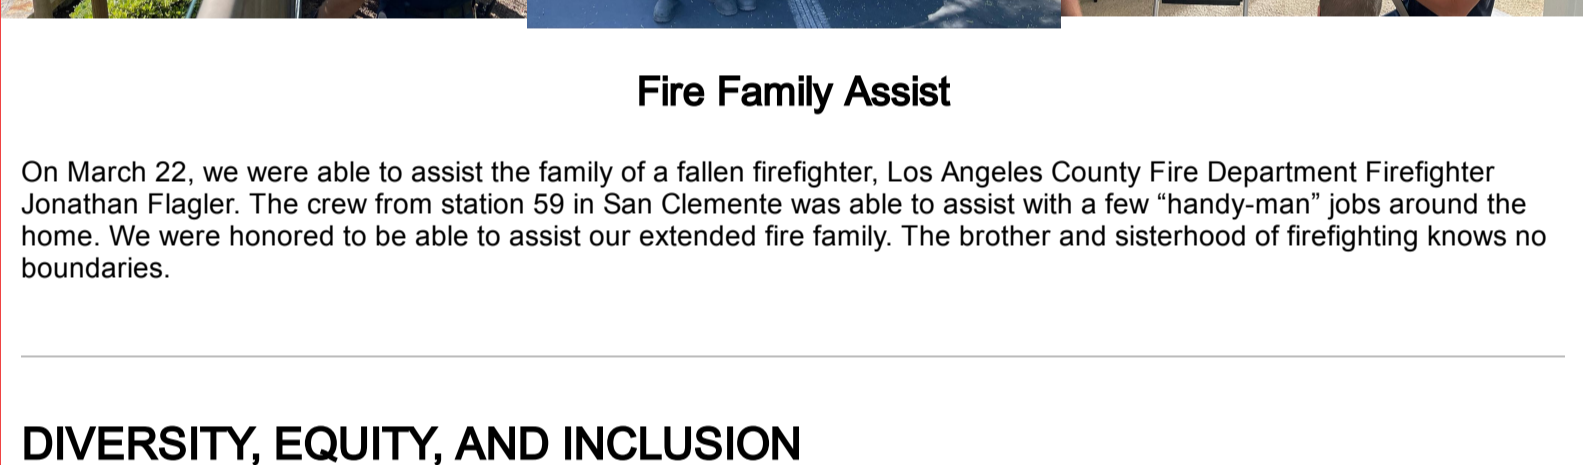 Fire Family Assist
On March 22, we were able to assist the family of a fallen firefighter, Los Angeles County Fire Department Firefighter
Jonathan Flagler. The crew from station 59 in San Clemente was able to assist with a few “handy-man” jobs around the
home. We were honored to be able to assist our extended fire family. The brother and sisterhood of firefighting knows no
boundaries.
DIVERSITY, EQUITY, AND INCLUSION